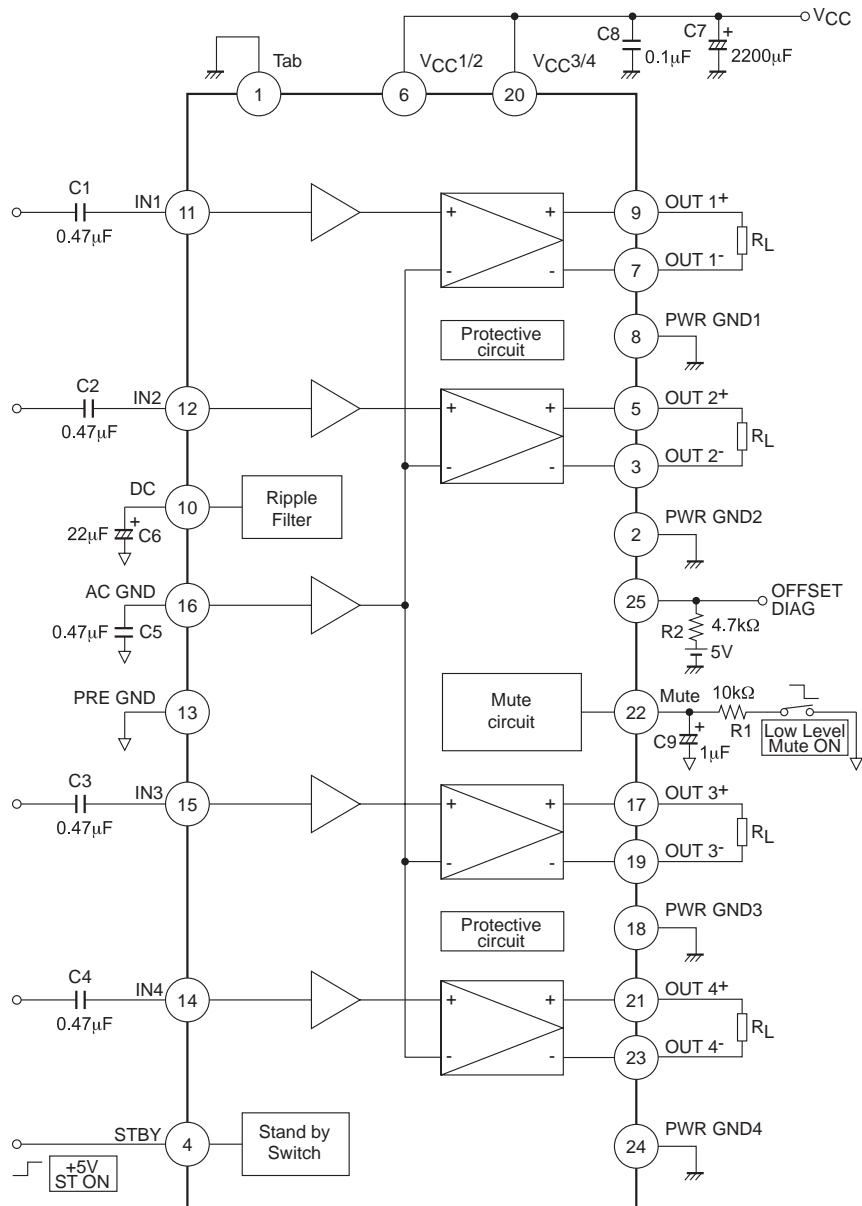 VCC
C8
C7
+
0.1μF
2200μF
Tab
VCC1/2
VCC3/4
1
6
20
C1
0.47μF
IN1
11
+
-
+
-
9
OUT 1+
7
OUT 1-
RL
Protective
circuit
8
PWR GND1
C2
0.47μF
IN2
12
+
-
+
-
5
OUT 2+
3
OUT 2-
RL
DC
10
Ripple
Filter
22μF
+
C6
2
PWR GND2
AC GND
16
0.47μF
C5
25
OFFSET
DIAG
R2
4.7kΩ
5V
PRE GND
13
Mute
circuit
22
Mute
10kΩ
R1
C9
+
1μF
Low Level
Mute ON
C3
0.47μF
IN3
15
+
-
+
-
17
OUT 3+
19
OUT 3-
RL
Protective
circuit
18
PWR GND3
C4
0.47μF
IN4
14
+
-
+
-
21
OUT 4+
23
OUT 4-
RL
STBY
4
Stand by
Switch
+5V
ST ON
24
PWR GND4